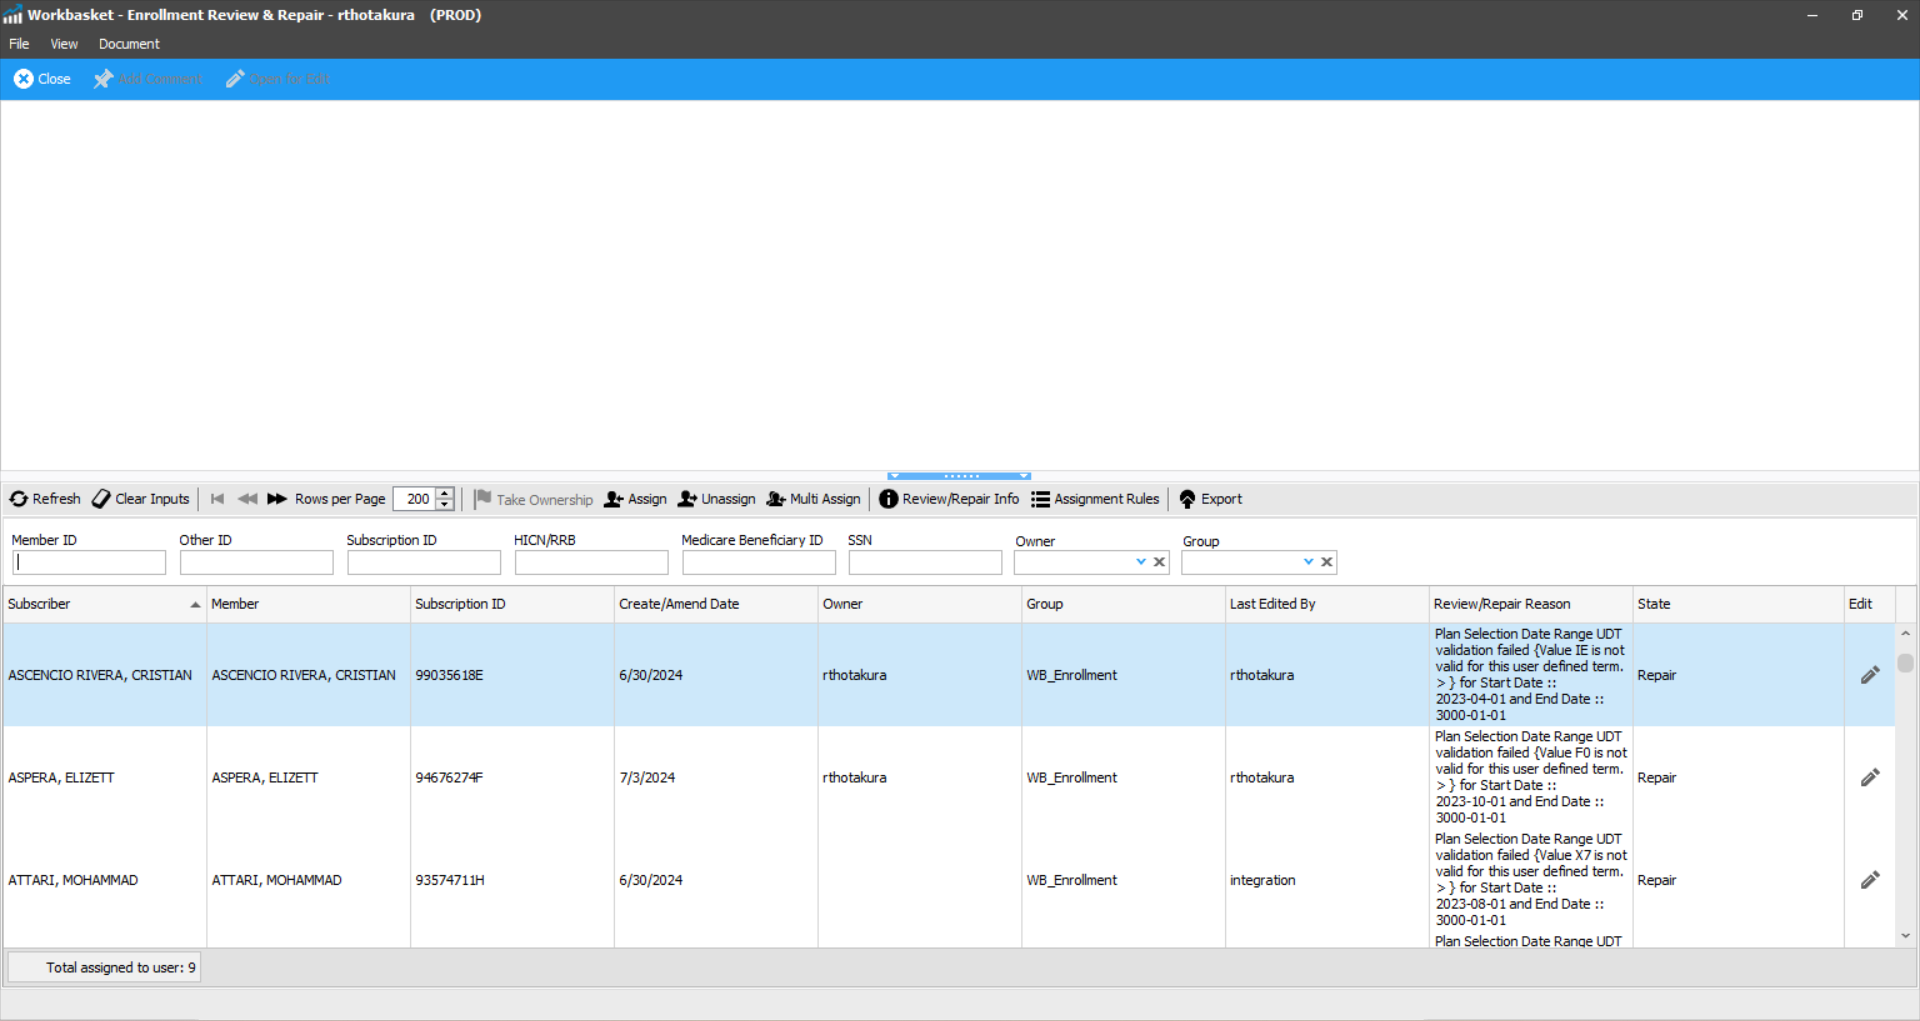 Workbasket - Enrollment Review & Repair - rthotakura (PROD)
File View Document
Close Add Comment Open for Edit
Refresh Clear Inputs Rows per Page 200 Take Ownership Assign Unassign Multi Assign Review/Repair Info Assignment Rules Export
Member ID Other ID Subscription ID HICN/RRB Medicare Beneficiary ID SSN Owner Group
Subscriber Member Subscription ID Create/Amend Date Owner Group Last Edited By Review/Repair Reason State Edit
ASCENCIO RIVERA, CRISTIAN ASCENCIO RIVERA, CRISTIAN 99035618E 6/30/2024 rthotakura WB_Enrollment rthotakura
Plan Selection Date Range UDT
validation failed {Value IE is not
valid for this user defined term.
> } for Start Date ::
2023-04-01 and End Date ::
3000-01-01
Repair
ASPERA, ELIZETT ASPERA, ELIZETT 94676274F 7/3/2024 rthotakura WB_Enrollment rthotakura
Plan Selection Date Range UDT
validation failed {Value F0 is not
valid for this user defined term.
> } for Start Date ::
2023-10-01 and End Date ::
3000-01-01
Repair
ATTARI, MOHAMMAD ATTARI, MOHAMMAD 93574711H 6/30/2024 WB_Enrollment integration
Plan Selection Date Range UDT
validation failed {Value X7 is not
valid for this user defined term.
> } for Start Date ::
2023-08-01 and End Date ::
3000-01-01
Repair
Plan Selection Date Range UDT
Total assigned to user: 9